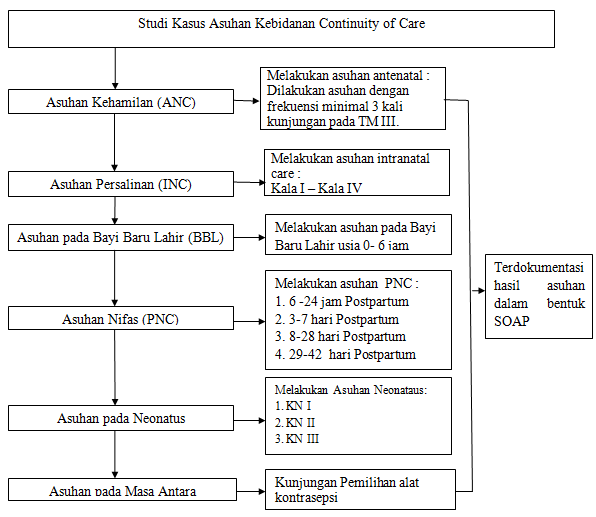 Studi Kasus Asuhan Kebidanan Continuity of Care
Asuhan Kehamilan (ANC)
Melakukan asuhan antenatal :
Dilakukan asuhan dengan
frekuensi minimal 3 kali
kunjungan pada TM III.
Asuhan Persalinan (INC)
Melakukan asuhan intranatal
care :
Kala I – Kala IV
Asuhan pada Bayi Baru Lahir (BBL)
Melakukan asuhan pada Bayi
Baru Lahir usia 0- 6 jam
Terdokumentasi
hasil asuhan
dalam bentuk
SOAP
Asuhan Nifas (PNC)
Melakukan asuhan PNC :
1. 6 -24 jam Postpartum
2. 3-7 hari Postpartum
3. 8-28 hari Postpartum
4. 29-42 hari Postpartum
Asuhan pada Neonatus
Melakukan Asuhan Neonataus:
1. KN I
2. KN II
3. KN III
Asuhan pada Masa Antara
Kunjungan Pemilihan alat
kontrasepsi